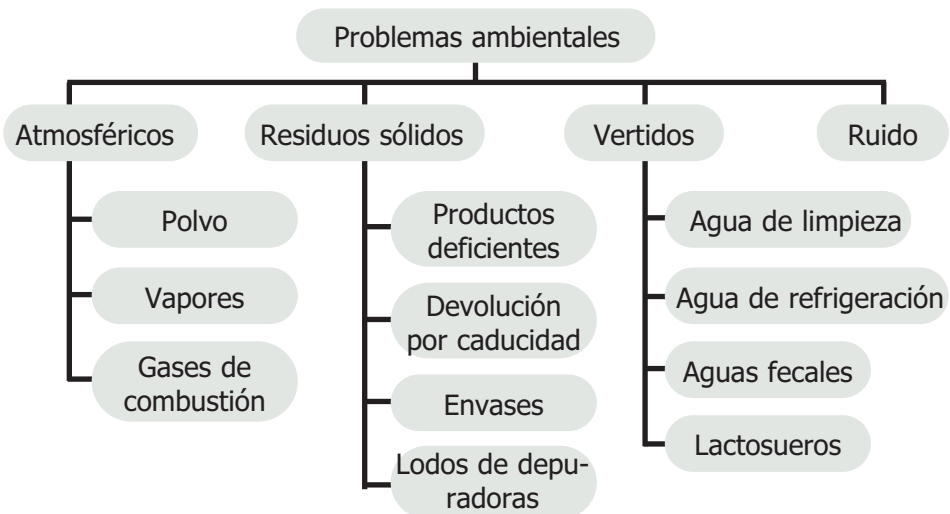 Problemas ambientales
Atmosféricos
Residuos sólidos
Vertidos
Ruido
Polvo
Vapores
Gases de
combustión
Productos
deficientes
Devolución
por caducidad
Envases
Lodos de depu-
radoras
Agua de limpieza
Agua de refrigeración
Aguas fecales
Lactosueros